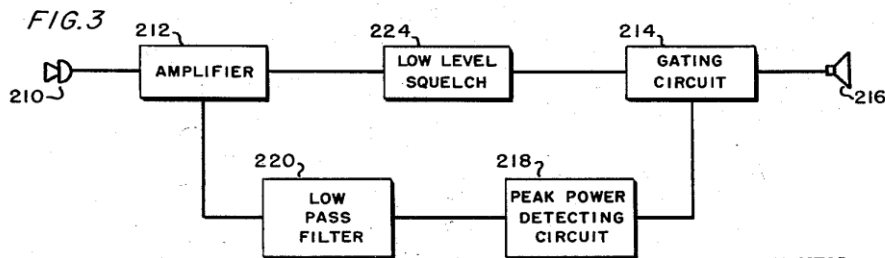 FIG.3
212
224
214
AMPLIFIER
LOW LEVEL
SQUELCH
GATING
CIRCUIT
210
216
220
218
LOW
PASS
FILTER
PEAK POWER
DETECTING
CIRCUIT